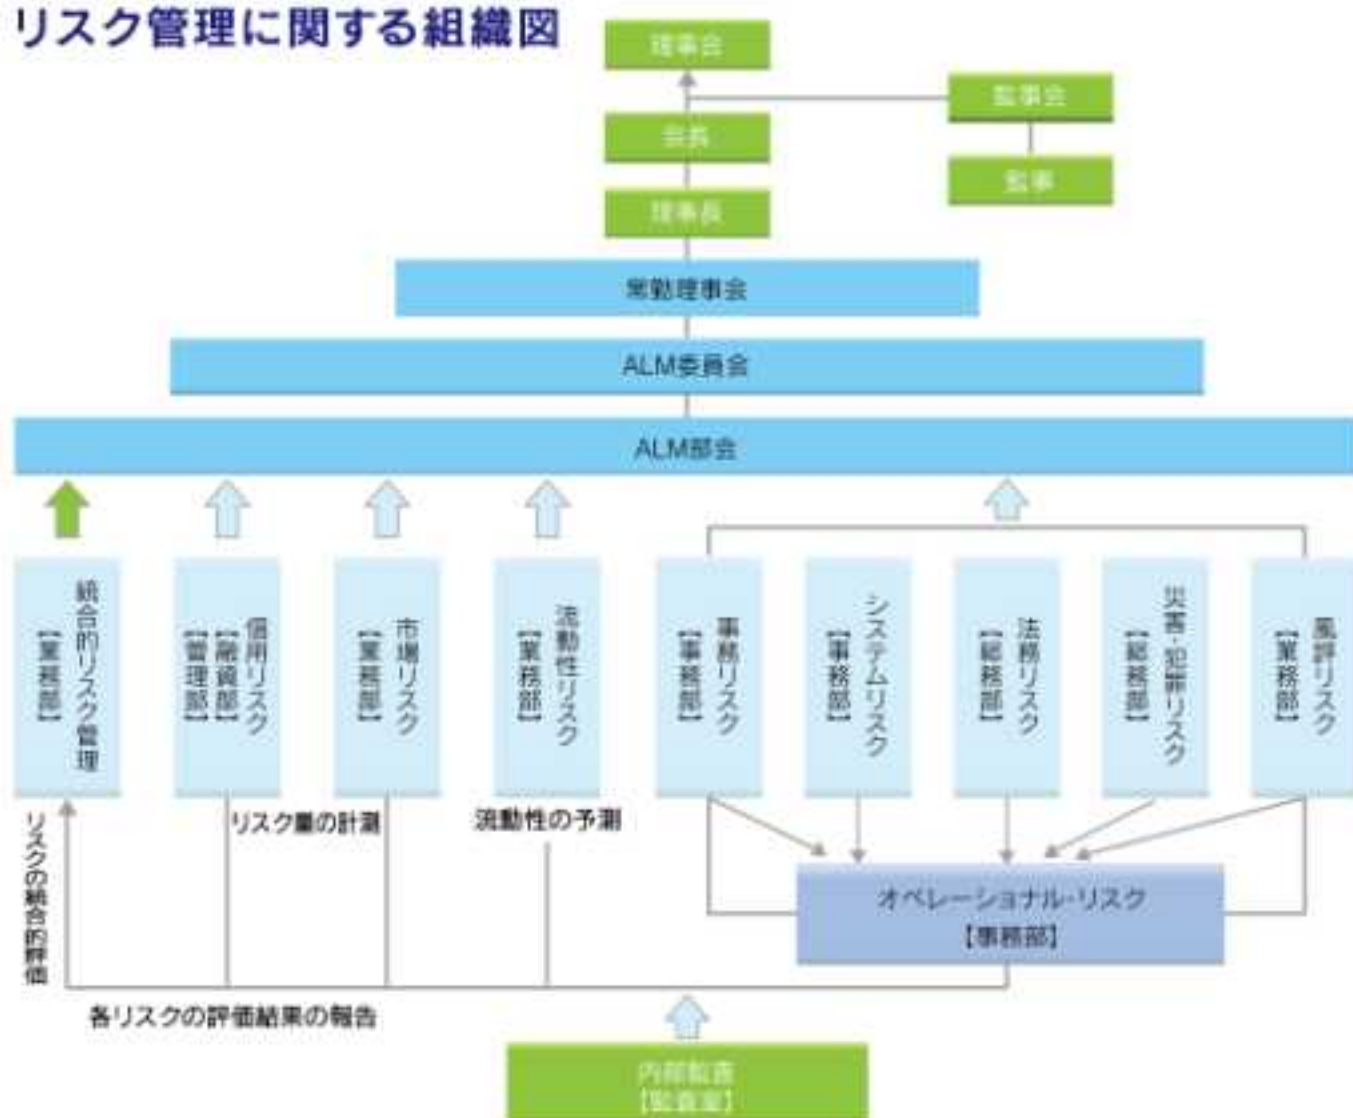 リスク管理に関する組織図
理事会
監事会
会長
監事
理事長
常勤理事会
ALM委員会
ALM部会
統合的リスク管理
【業務部】
信用リスク
【融資部】
【管理部】
市場リスク
【業務部】
流動性リスク
【業務部】
事務リスク
【事務部】
システムリスク
【事務部】
法務リスク
【総務部】
災害・犯罪リスク
【総務部】
風評リスク
【業務部】
リスクの統合的評価
リスク量の計測
流動性の予測
オペレーショナル・リスク
【事務部】
各リスクの評価結果の報告
内部監査
【監査室】